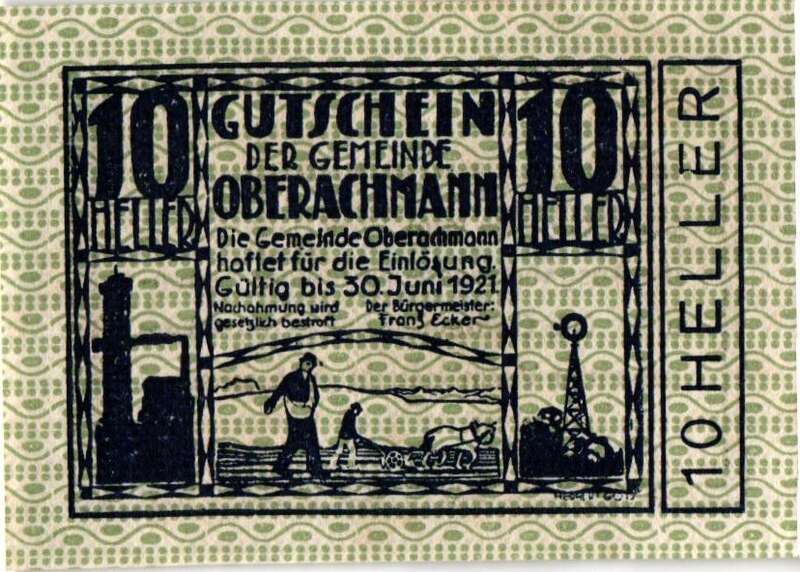 10
HELLER
GUTSCHEIN
DER GEMEINDE
OBERACHMANN
Die Gemeinde Oberachmann
haftet für die Einlösung.
Gültig bis 30. Juni 1921.
Nachahmung wird
gesetzlich bestraft
Der Bürgermeister:
Franz Ecker
10
HELLER
10 HELLER